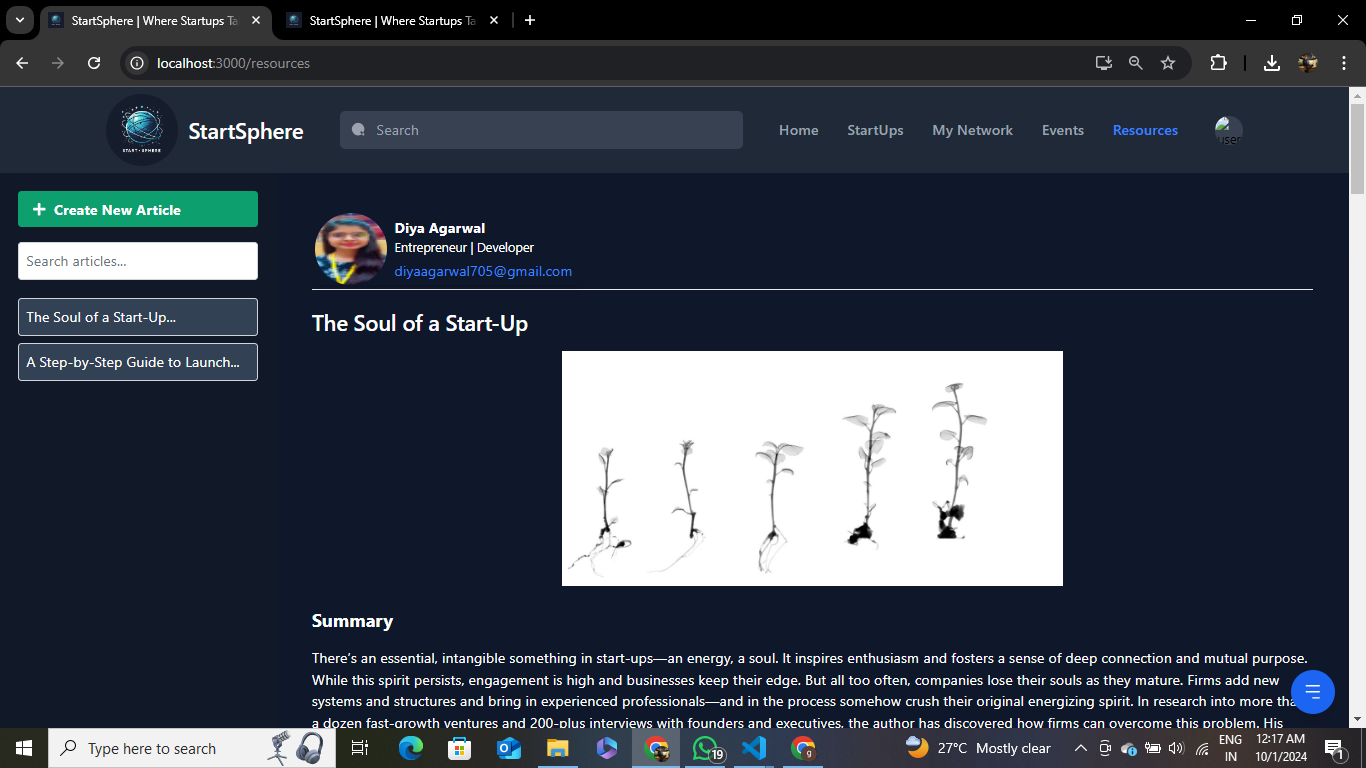 StartSphere | Where Startups Ta
StartSphere | Where Startups Ta
localhost:3000/resources
START • SPHERE
StartSphere
Search
Home
StartUps
My Network
Events
Resources
user
Create New Article
Search articles...
The Soul of a Start-Up...
A Step-by-Step Guide to Launch...
Diya Agarwal
Entrepreneur | Developer
diyaagarwal705@gmail.com
The Soul of a Start-Up
Summary
There’s an essential, intangible something in start-ups—an energy, a soul. It inspires enthusiasm and fosters a sense of deep connection and mutual purpose.
While this spirit persists, engagement is high and businesses keep their edge. But all too often, companies lose their souls as they mature. Firms add new
systems and structures and bring in experienced professionals—and in the process somehow crush their original energizing spirit. In research into more tha
a dozen fast-growth ventures and 200-plus interviews with founders and executives, the author has discovered how firms can overcome this problem. His
Type here to search
19
g
27°C Mostly clear
ENG
IN
12:17 AM
10/1/2024
1